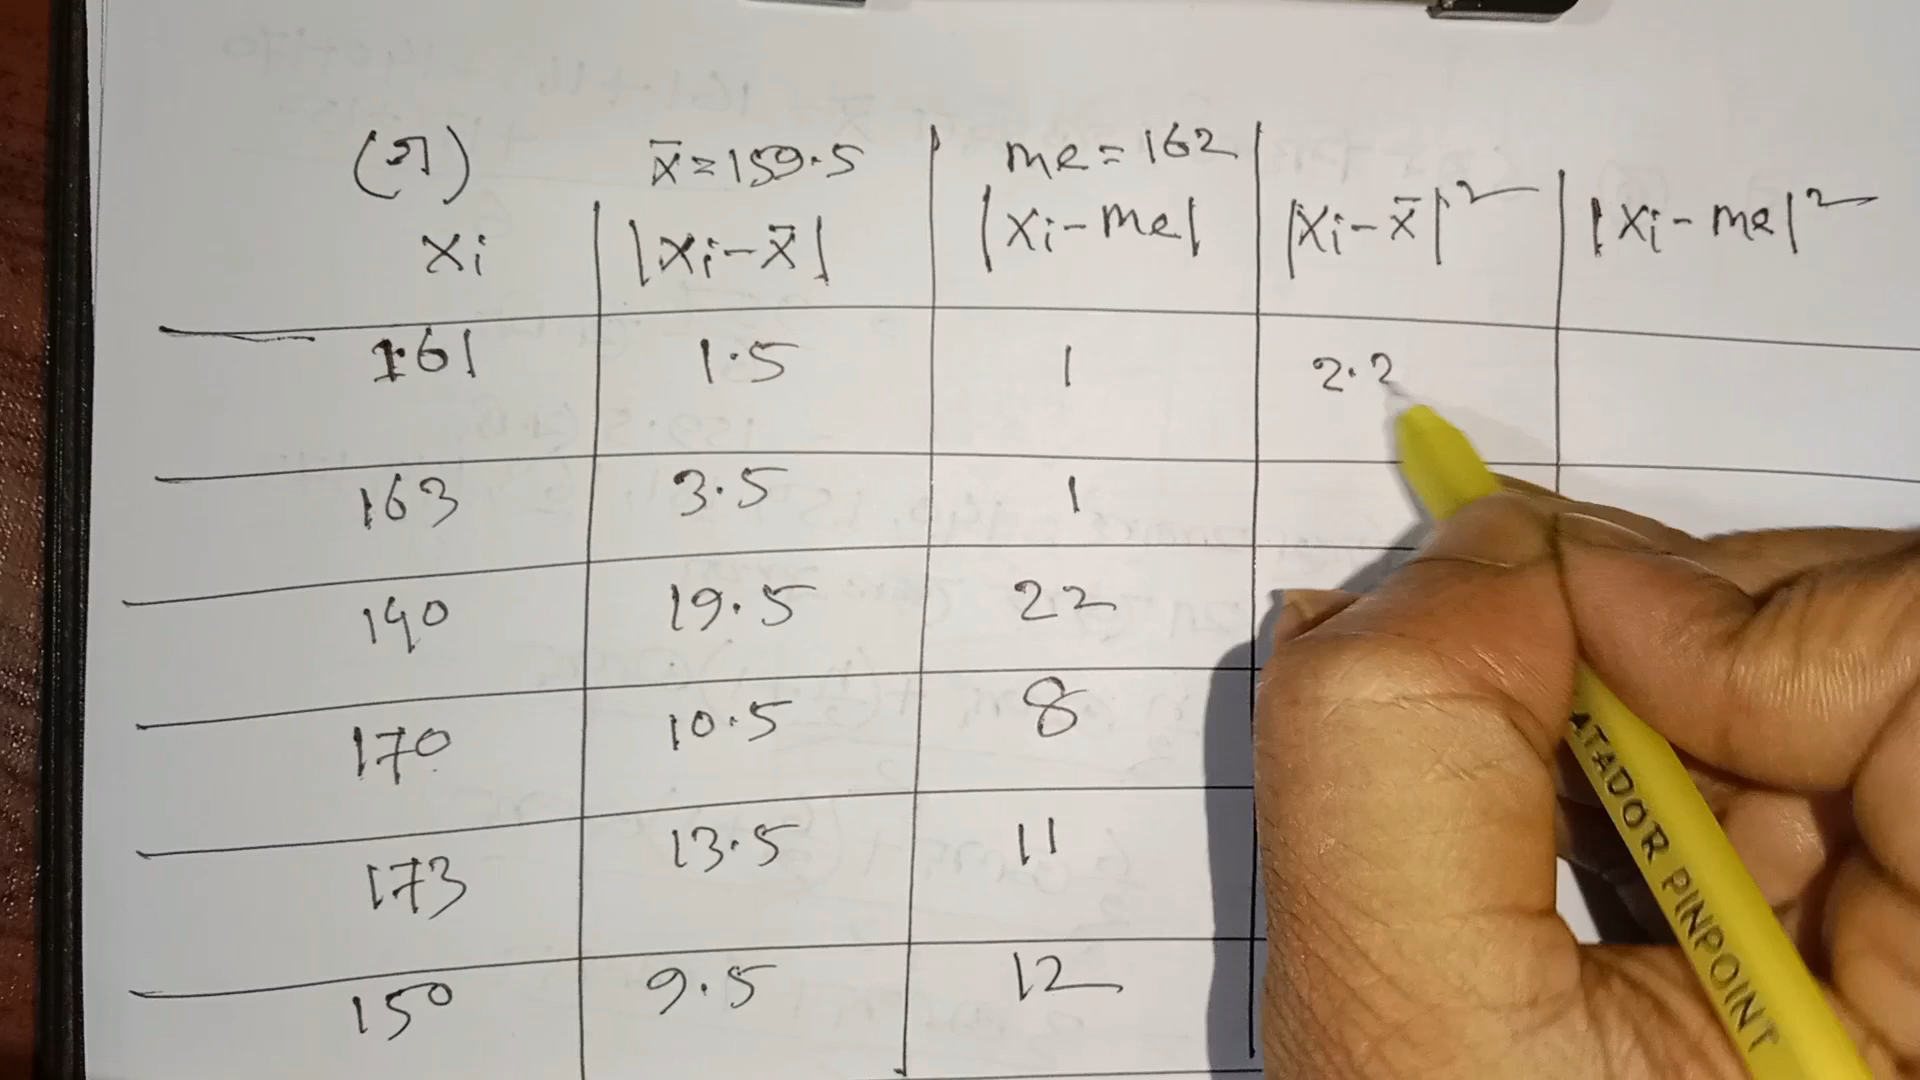 (গ) x̄ = 159.5 me = 162
xi |xi - x̄| |xi - me| |xi - x̄|² |xi - me|²
161 1.5 1 2.2
163 3.5 1
140 19.5 22
170 10.5 8
173 13.5 11
150 9.5 12
ATADOR PINPOINT